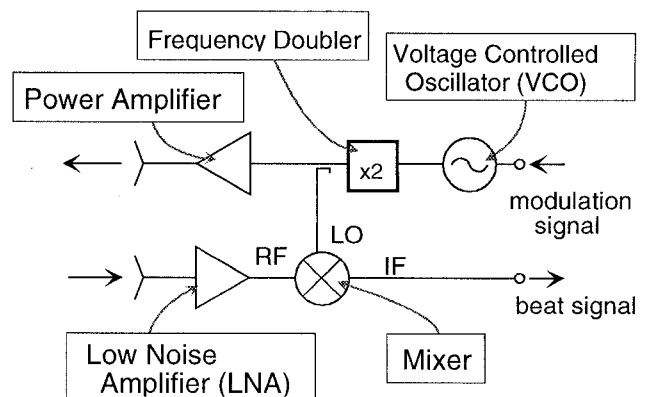 Frequency Doubler
Voltage Controlled
Oscillator (VCO)
Power Amplifier
x2
modulation
signal
LO
RF
IF
beat signal
Low Noise
Amplifier (LNA)
Mixer